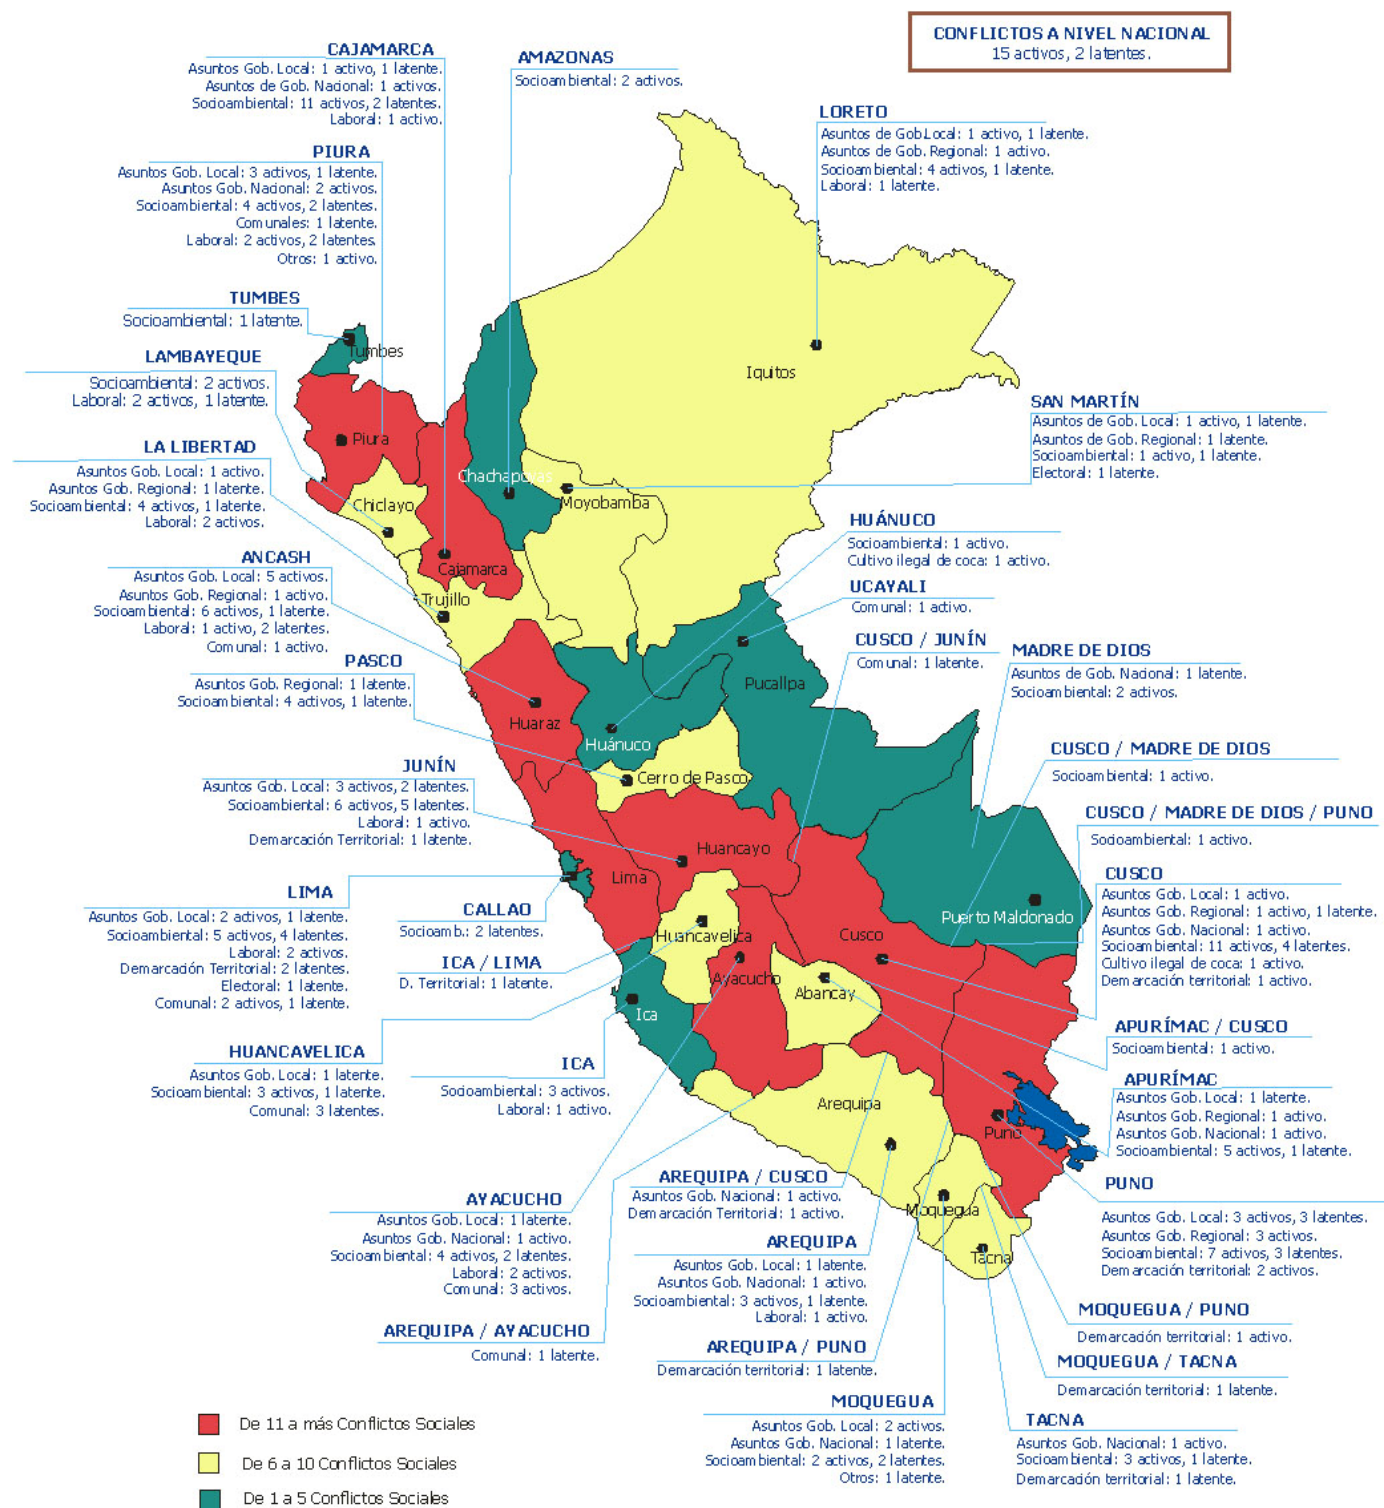 CONFLICTOS A NIVEL NACIONAL
15 activos, 2 latentes.
CAJAMARCA
Asuntos Gob. Local: 1 activo, 1 latente.
Asuntos de Gob. Nacional: 1 activos.
Socioambiental: 11 activos, 2 latentes.
Laboral: 1 activo.
AMAZONAS
Socioambiental: 2 activos.
LORETO
Asuntos de Gob.Local: 1 activo, 1 latente.
Asuntos de Gob. Regional: 1 activo.
Socioambiental: 4 activos, 1 latente.
Laboral: 1 latente.
PIURA
Asuntos Gob. Local: 3 activos, 1 latente.
Asuntos Gob. Nacional: 2 activos.
Socioambiental: 4 activos, 2 latentes.
Comunales: 1 latente.
Laboral: 2 activos, 2 latentes.
Otros: 1 activo.
TUMBES
Socioambiental: 1 latente.
LAMBAYEQUE
Socioambiental: 2 activos.
Laboral: 2 activos, 1 latente.
SAN MARTÍN
Asuntos de Gob. Local: 1 activo, 1 latente.
Asuntos de Gob. Regional: 1 latente.
Socioambiental: 1 activo, 1 latente.
Electoral: 1 latente.
LA LIBERTAD
Asuntos Gob. Local: 1 activo.
Asuntos Gob. Regional: 1 latente.
Socioambiental: 4 activos, 1 latente.
Laboral: 2 activos.
HUÁNUCO
Socioambiental: 1 activo.
Cultivo ilegal de coca: 1 activo.
ANCASH
Asuntos Gob. Local: 5 activos.
Asuntos Gob. Regional: 1 activo.
Socioambiental: 6 activos, 1 latente.
Laboral: 1 activo, 2 latentes.
Comunal: 1 activo.
UCAYALI
Comunal: 1 activo.
CUSCO / JUNÍN
Comunal: 1 latente.
MADRE DE DIOS
Asuntos de Gob. Nacional: 1 latente.
Socioambiental: 2 activos.
PASCO
Asuntos Gob. Regional: 1 latente.
Socioambiental: 4 activos, 1 latente.
CUSCO / MADRE DE DIOS
Socioambiental: 1 activo.
JUNÍN
Asuntos Gob. Local: 3 activos, 2 latentes.
Socioambiental: 6 activos, 5 latentes.
Laboral: 1 activo.
Demarcación Territorial: 1 latente.
CUSCO / MADRE DE DIOS / PUNO
Socioambiental: 1 activo.
CUSCO
Asuntos Gob. Local: 1 activo.
Asuntos Gob. Regional: 1 activo, 1 latente.
Asuntos Gob. Nacional: 1 activo.
Socioambiental: 11 activos, 4 latentes.
Cultivo ilegal de coca: 1 activo.
Demarcación territorial: 1 activo.
LIMA
Asuntos Gob. Local: 2 activos, 1 latente.
Socioambiental: 5 activos, 4 latentes.
Laboral: 2 activos.
Demarcación Territorial: 2 latentes.
Electoral: 1 latente.
Comunal: 2 activos, 1 latente.
CALLAO
Socioamb.: 2 latentes.
ICA / LIMA
D. Territorial: 1 latente.
APURÍMAC / CUSCO
Socioambiental: 1 activo.
HUANCAVELICA
Asuntos Gob. Local: 1 latente.
Socioambiental: 3 activos, 1 latente.
Comunal: 3 latentes.
ICA
Socioambiental: 3 activos.
Laboral: 1 activo.
APURÍMAC
Asuntos Gob. Local: 1 latente.
Asuntos Gob. Regional: 1 activo.
Asuntos Gob. Nacional: 1 activo.
Socioambiental: 5 activos, 1 latente.
PUNO
Asuntos Gob. Local: 3 activos, 3 latentes.
Asuntos Gob. Regional: 3 activos.
Socioambiental: 7 activos, 3 latentes.
Demarcación territorial: 2 activos.
AREQUIPA / CUSCO
Asuntos Gob. Nacional: 1 activo.
Demarcación Territorial: 1 activo.
AYACUCHO
Asuntos Gob. Local: 1 latente.
Asuntos Gob. Nacional: 1 activo.
Socioambiental: 4 activos, 2 latentes.
Laboral: 2 activos.
Comunal: 3 activos.
AREQUIPA
Asuntos Gob. Local: 1 latente.
Asuntos Gob. Nacional: 1 activo.
Socioambiental: 3 activos, 1 latente.
Laboral: 1 activo.
MOQUEGUA / PUNO
Demarcación territorial: 1 activo.
AREQUIPA / AYACUCHO
Comunal: 1 latente.
AREQUIPA / PUNO
Demarcación territorial: 1 latente.
MOQUEGUA / TACNA
Demarcación territorial: 1 latente.
MOQUEGUA
Asuntos Gob. Local: 2 activos.
Asuntos Gob. Nacional: 1 latente.
Socioambiental: 2 activos, 2 latentes.
Otros: 1 latente.
TACNA
Asuntos Gob. Nacional: 1 activo.
Socioambiental: 3 activos, 1 latente.
Demarcación territorial: 1 latente.
Tumbes
Piura
Iquitos
Chachapoyas
Moyobamba
Chiclayo
Cajamarca
Trujillo
Pucallpa
Huaraz
Huánuco
Cerro de Pasco
Huancayo
Lima
Puerto Maldonado
Huancavelica
Cusco
Ayacucho
Abancay
Ica
Arequipa
Puno
Moquegua
Tacna
De 11 a más Conflictos Sociales
De 6 a 10 Conflictos Sociales
De 1 a 5 Conflictos Sociales